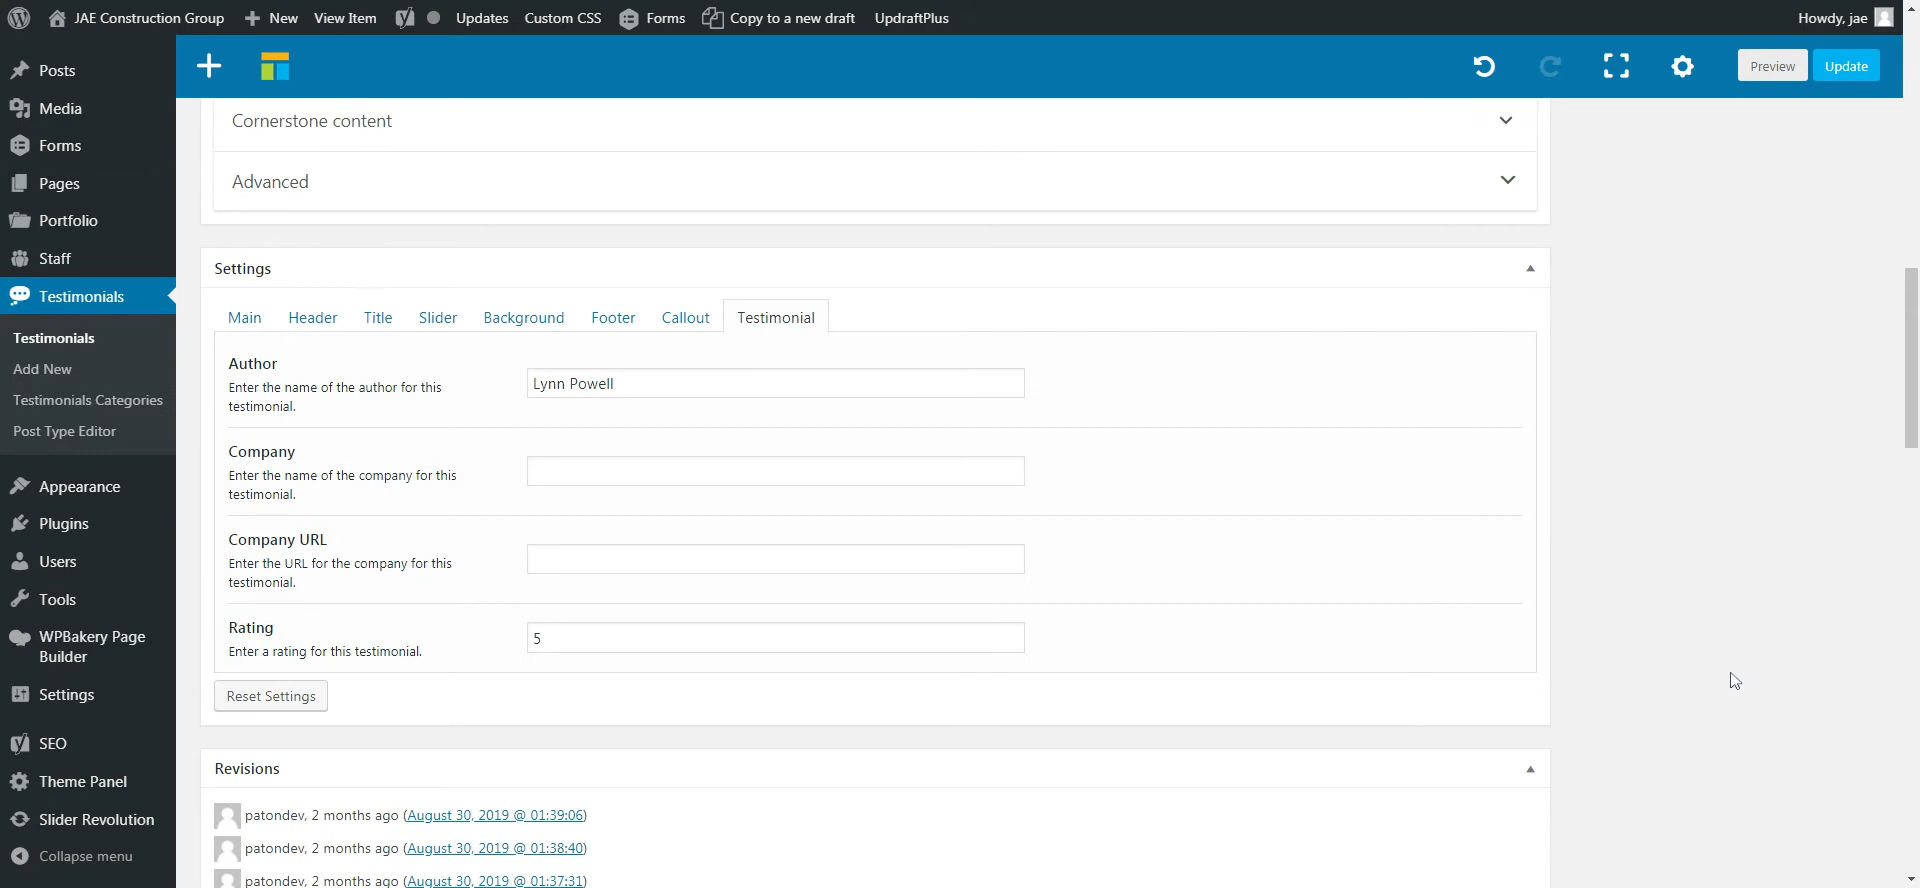 JAE Construction Group
New
View Item
Updates
Custom CSS
Forms
Copy to a new draft
UpdraftPlus
Howdy, jae
Preview
Update
Posts
Media
Forms
Pages
Portfolio
Staff
Testimonials
Testimonials
Add New
Testimonials Categories
Post Type Editor
Appearance
Plugins
Users
Tools
WPBakery Page
Builder
Settings
SEO
Theme Panel
Slider Revolution
Collapse menu
Cornerstone content
Advanced
Settings
Main
Header
Title
Slider
Background
Footer
Callout
Testimonial
Author
Enter the name of the author for this
testimonial.
Lynn Powell
Company
Enter the name of the company for this
testimonial.
Company URL
Enter the URL for the company for this
testimonial.
Rating
Enter a rating for this testimonial.
5
Reset Settings
Revisions
patondev, 2 months ago (August 30, 2019 @ 01:39:06)
patondev, 2 months ago (August 30, 2019 @ 01:38:40)
patondev, 2 months ago (August 30, 2019 @ 01:37:31)